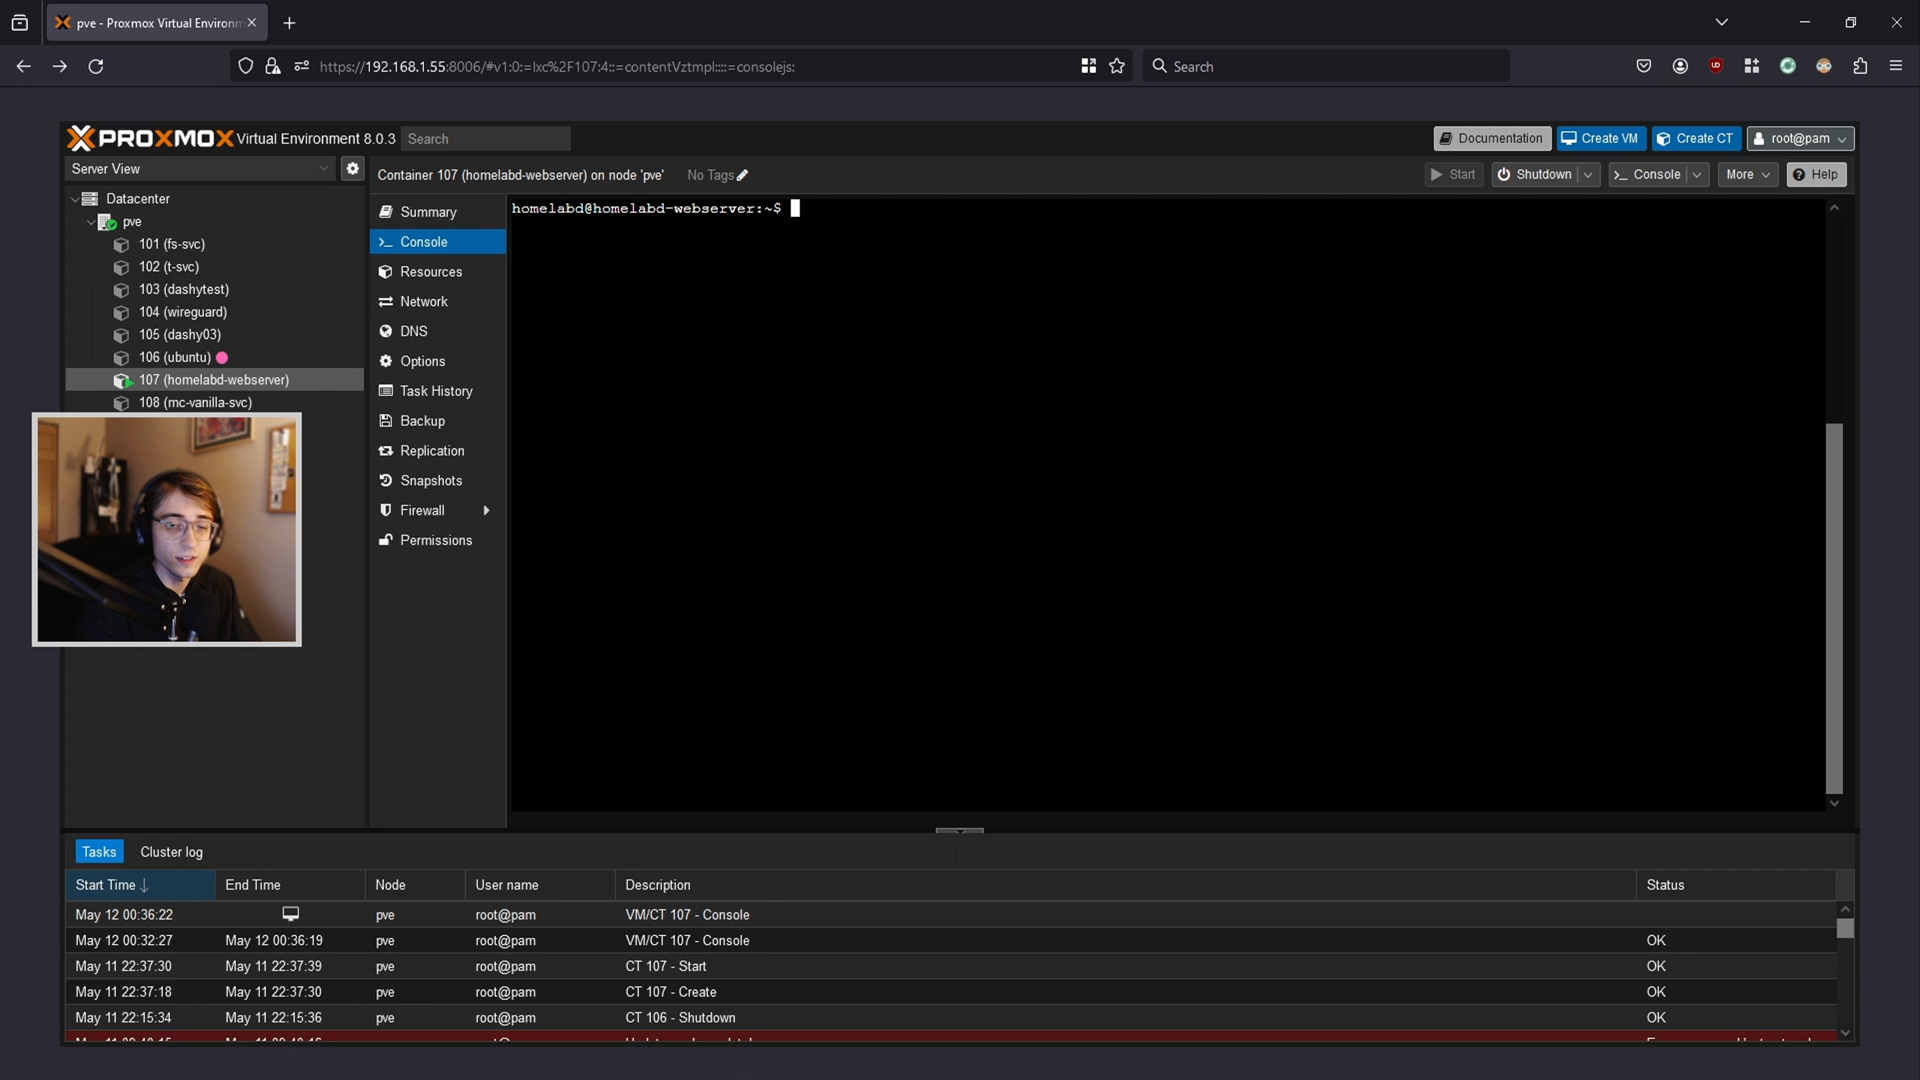 pve - Proxmox Virtual Environm
https://192.168.1.55:8006/#v1:0:=lxc%2F107:4::=contentVztmpl::::=consolejs:
Search
PROXMOX Virtual Environment 8.0.3
Search
Documentation
Create VM
Create CT
root@pam
Server View
Container 107 (homelabd-webserver) on node 'pve'
No Tags
Start
Shutdown
Console
More
Help
Datacenter
pve
101 (fs-svc)
102 (t-svc)
103 (dashytest)
104 (wireguard)
105 (dashy03)
106 (ubuntu)
107 (homelabd-webserver)
108 (mc-vanilla-svc)
Summary
Console
Resources
Network
DNS
Options
Task History
Backup
Replication
Snapshots
Firewall
Permissions
homelabd@homelabd-webserver:~$
Tasks
Cluster log
Start Time
End Time
Node
User name
Description
Status
May 12 00:36:22 pve root@pam VM/CT 107 - Console
May 12 00:32:27 May 12 00:36:19 pve root@pam VM/CT 107 - Console OK
May 11 22:37:30 May 11 22:37:39 pve root@pam CT 107 - Start OK
May 11 22:37:18 May 11 22:37:30 pve root@pam CT 107 - Create OK
May 11 22:15:34 May 11 22:15:36 pve root@pam CT 106 - Shutdown OK